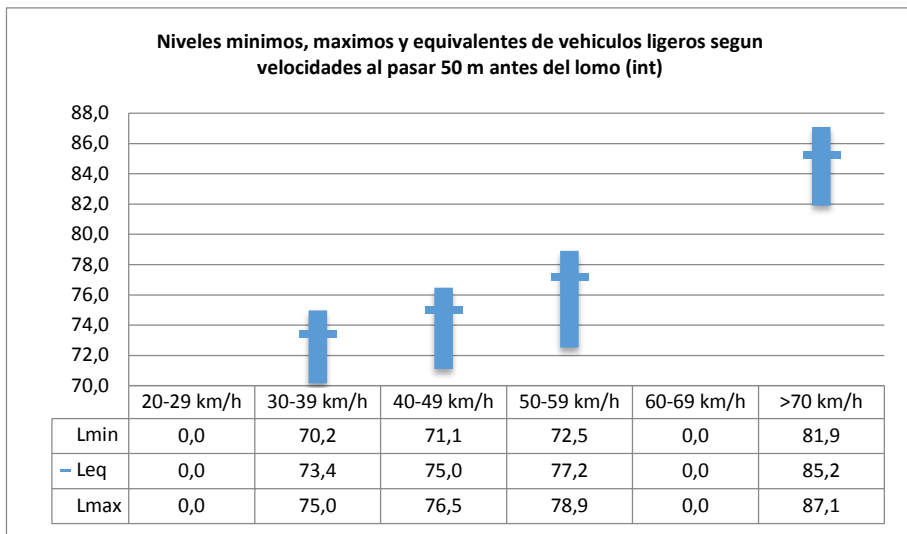 Niveles minimos, maximos y equivalentes de vehiculos ligeros segun
velocidades al pasar 50 m antes del lomo (int)
88,0
86,0
84,0
82,0
80,0
78,0
76,0
74,0
72,0
70,0
20-29 km/h 30-39 km/h 40-49 km/h 50-59 km/h 60-69 km/h >70 km/h
Lmin 0,0 70,2 71,1 72,5 0,0 81,9
Leq 0,0 73,4 75,0 77,2 0,0 85,2
Lmax 0,0 75,0 76,5 78,9 0,0 87,1